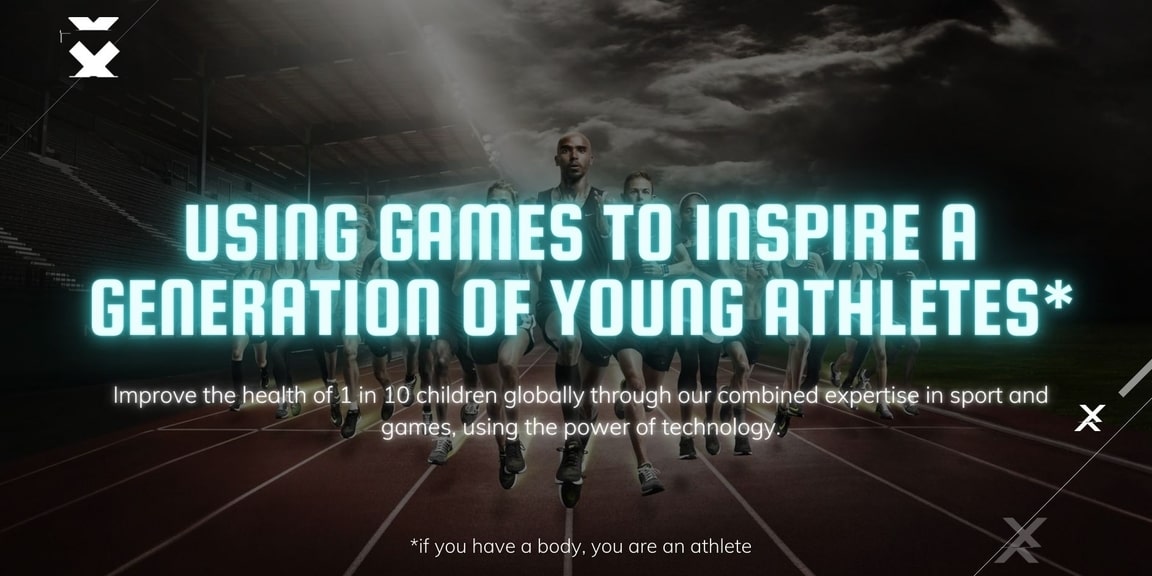 USING GAMES TO INSPIRE A
GENERATION OF YOUNG ATHLETES*
Improve the health of 1 in 10 children globally through our combined expertise in sport and
games, using the power of technology.
*if you have a body, you are an athlete